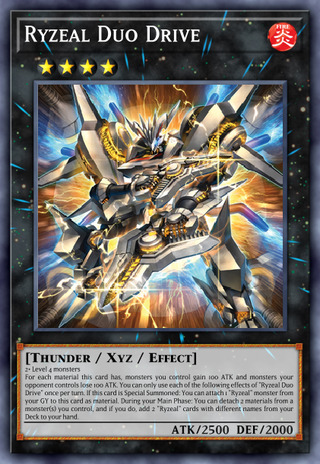 Ryzeal Duo Drive
FIRE
炎
[Thunder / Xyz / Effect]
2+ Level 4 monsters
For each material this card has, monsters you control gain 100 ATK and monsters your
opponent controls lose 100 ATK. You can only use each of the following effects of "Ryzeal Duo
Drive" once per turn. If this card is Special Summoned: You can attach 1 "Ryzeal" monster from
your GY to this card as material. During your Main Phase: You can detach 2 materials from a
monster(s) you control, and if you do, add 2 "Ryzeal" cards with different names from your
Deck to your hand.
ATK/2500 DEF/2000